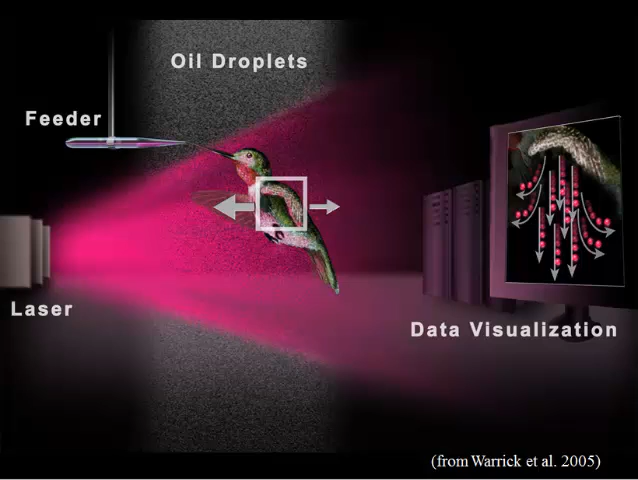 Oil Droplets
Feeder
Laser
Data Visualization
(from Warrick et al. 2005)